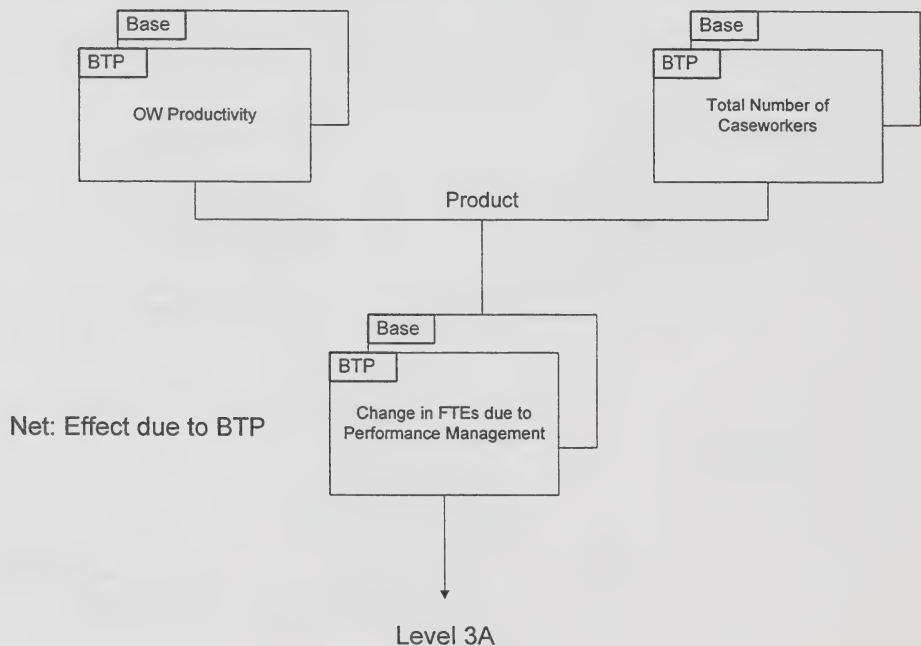 Base
BTP
OW Productivity
Base
BTP
Total Number of
Caseworkers
Product
Base
BTP
Change in FTEs due to
Performance Management
Net: Effect due to BTP
Level 3A